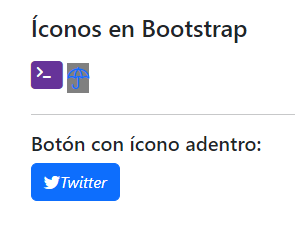 Íconos en Bootstrap
Botón con ícono adentro:
Twitter